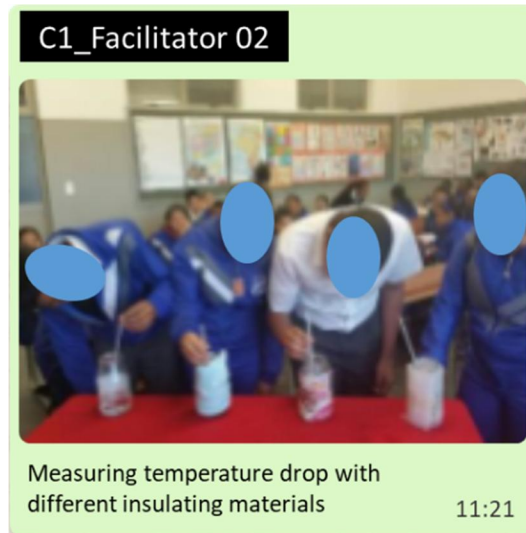 C1_Facilitator 02
Measuring temperature drop with
different insulating materials
11:21